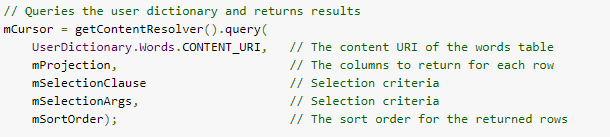 // Queries the user dictionary and returns results
mCursor = getContentResolver().query(
    UserDictionary.Words.CONTENT_URI,   // The content URI of the words table
    mProjection,                        // The columns to return for each row
    mSelectionClause                    // Selection criteria
    mSelectionArgs,                     // Selection criteria
    mSortOrder);                        // The sort order for the returned rows